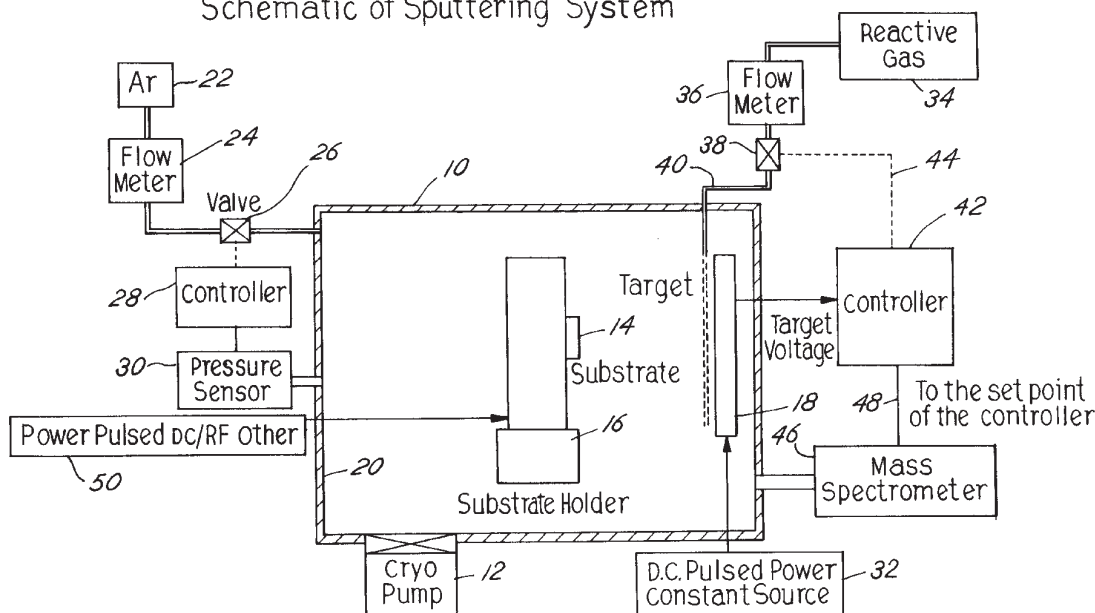 Schematic of Sputtering System
Reactive
Gas
34
Flow
Meter
36
38
40
44
Ar
22
Flow
Meter
24
26
Valve
10
42
28
Controller
Target
Controller
14
Target
Voltage
30
Pressure
Sensor
Substrate
18
48
To the set point
of the controller
Power Pulsed DC/RF Other
16
46
50
20
Mass
Spectrometer
Substrate Holder
Cryo
Pump
12
D.C. Pulsed Power
Constant Source
32